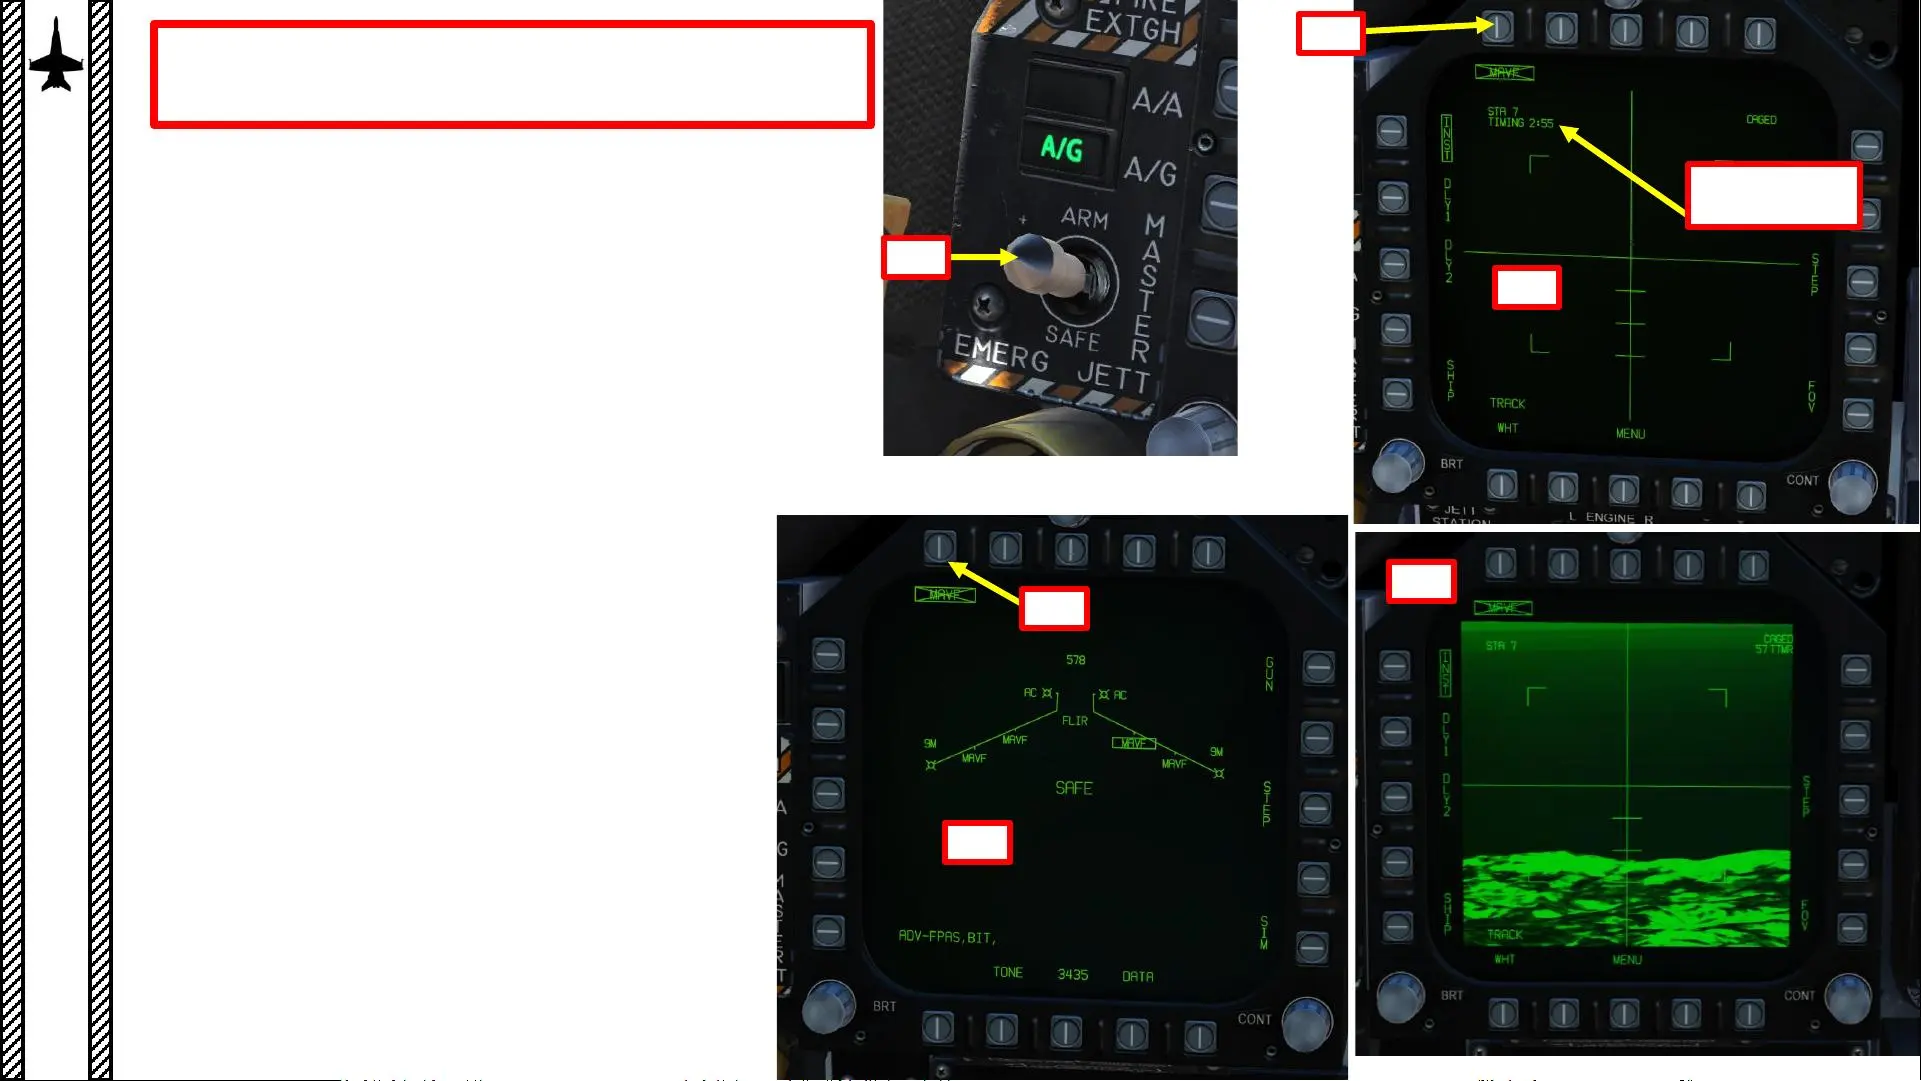 FIRE
EXTGH
A/A
A/G
A/G
ARM
SAFE
MASTER
EMERG JETT
MAVF
STA 7
TIMING 2:55
CAGED
INST
DLY1
DLY2
STEP
SHIP
FOV
TRACK
WHT
MENU
BRT
CONT
JETT
STATION
L ENGINE R
MAVF
578
AC
AC
FLIR
9M
MAVF
MAVF
MAVF
MAVF
9M
GUN
SAFE
STEP
SIM
ADV-FPAS,BIT,
TONE
3435
DATA
BRT
CONT
MAVF
STA 7
CAGED
57 TTMR
INST
DLY1
DLY2
STEP
SHIP
FOV
TRACK
WHT
MENU
BRT
CONT